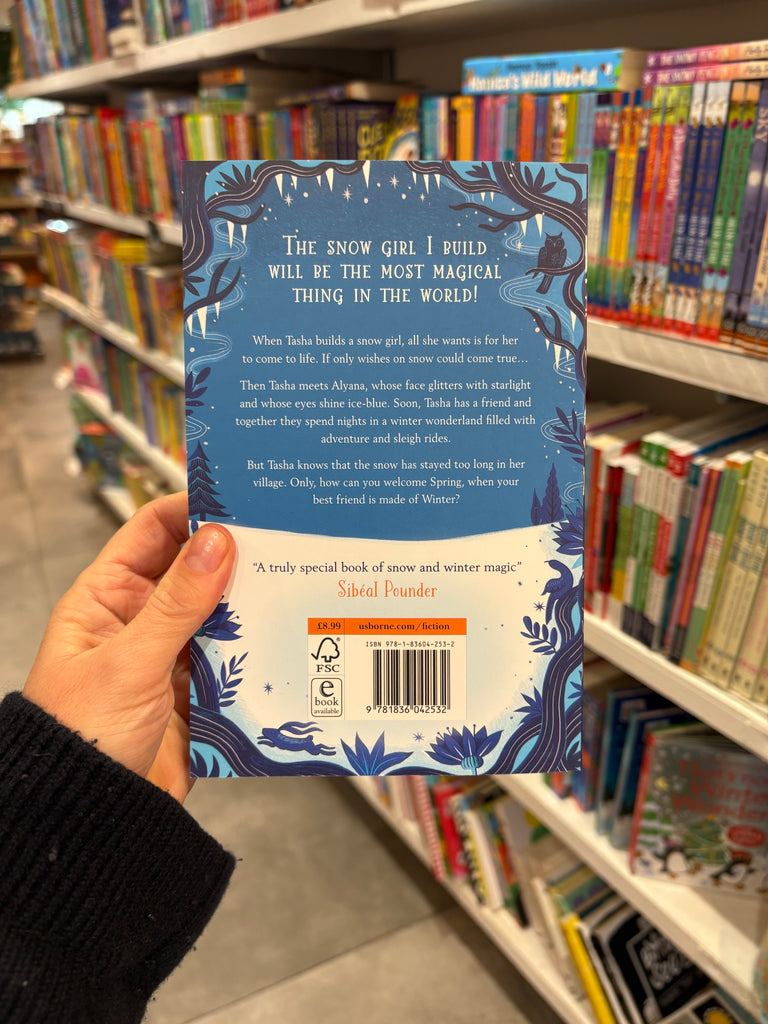 THE SNOW GIRL I BUILD
WILL BE THE MOST MAGICAL
THING IN THE WORLD!
When Tasha builds a snow girl, all she wants is for her
to come to life. If only wishes on snow could come true...
Then Tasha meets Alyana, whose face glitters with starlight
and whose eyes shine ice-blue. Soon, Tasha has a friend and
together they spend nights in a winter wonderland filled with
adventure and sleigh rides.
But Tasha knows that the snow has stayed too long in her
village. Only, how can you welcome Spring, when your
best friend is made of Winter?
“A truly special book of snow and winter magic”
Sibéal Pounder
£8.99 usborne.com/fiction
ISBN 978-1-83604-253-2
FSC
e
book
available
9 781836 042532
Wild World